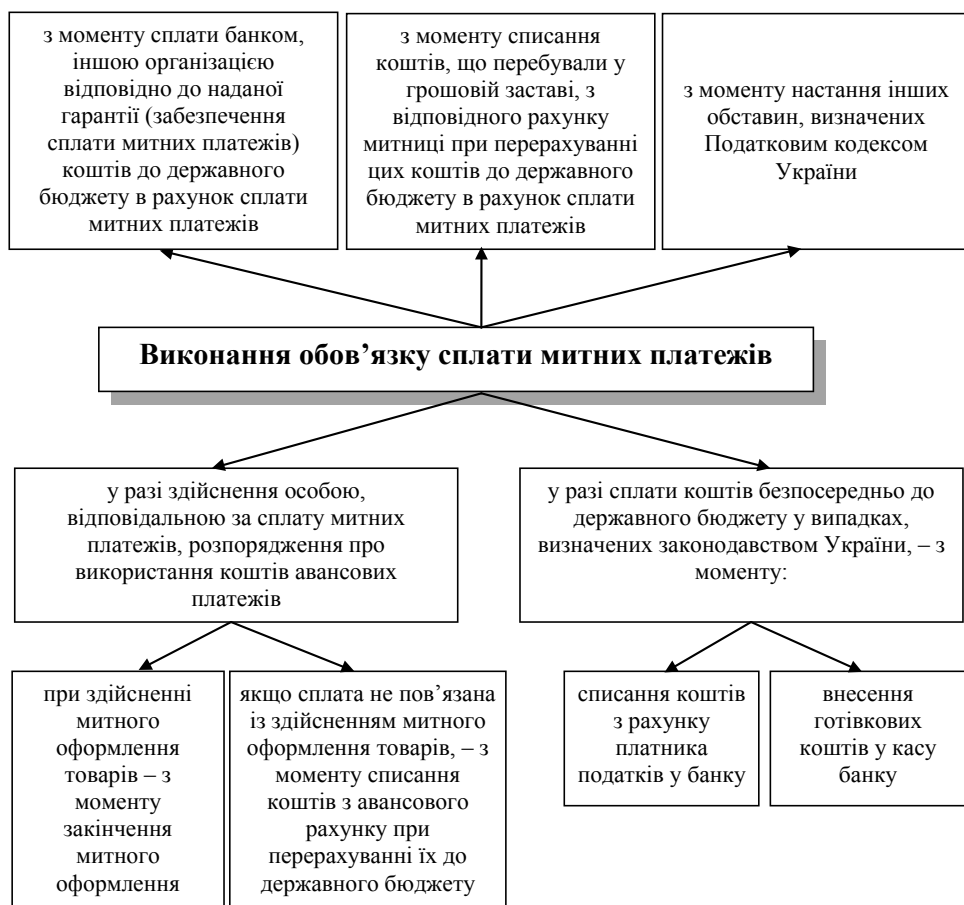 з моменту сплати банком,
іншою організацією
відповідно до наданої
гарантії (забезпечення
сплати митних платежів)
коштів до державного
бюджету в рахунок сплати
митних платежів
з моменту списання
коштів, що перебували у
грошовій заставі, з
відповідного рахунку
митниці при перерахуванні
цих коштів до державного
бюджету в рахунок сплати
митних платежів
з моменту настання інших
обставин, визначених
Податковим кодексом
України
Виконання обов’язку сплати митних платежів
у разі здійснення особою,
відповідальною за сплату митних
платежів, розпорядження про
використання коштів авансових
платежів
у разі сплати коштів безпосередньо до
державного бюджету у випадках,
визначених законодавством України, – з
моменту:
при здійсненні
митного
оформлення
товарів – з
моменту
закінчення
митного
оформлення
якщо сплата не пов’язана
із здійсненням митного
оформлення товарів, – з
моменту списання
коштів з авансового
рахунку при
перерахуванні їх до
державного бюджету
списання коштів
з рахунку
платника
податків у банку
внесення
готівкових
коштів у касу
банку